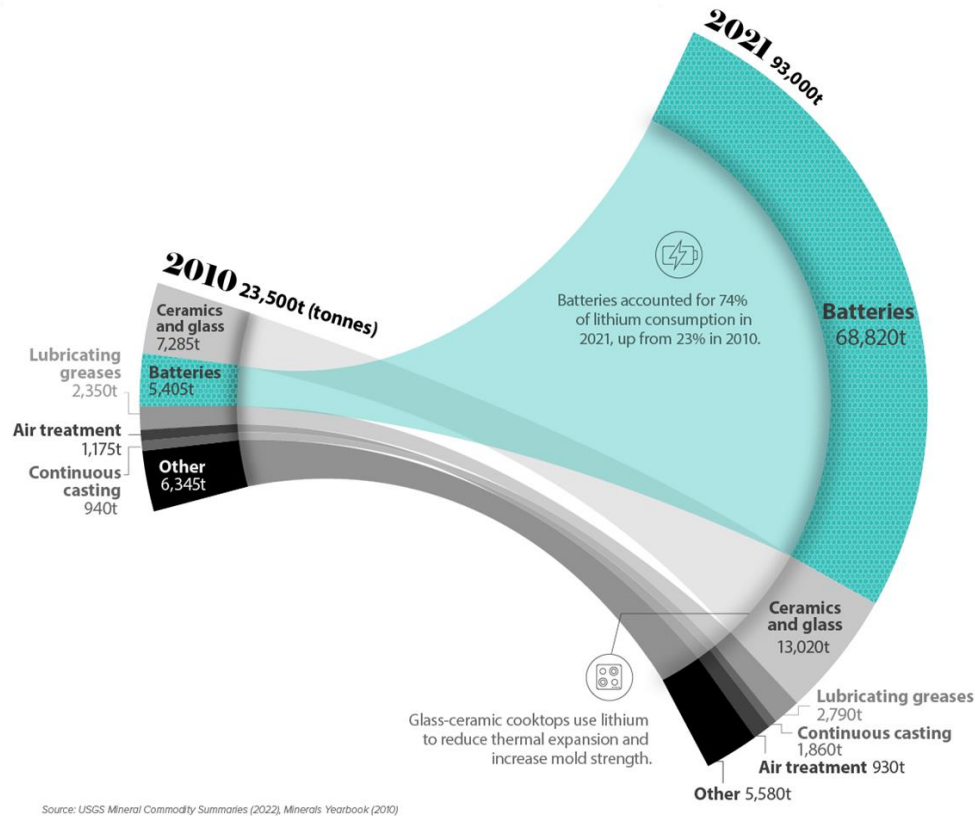 2021 93,000t
2010 23,500t (tonnes)
Ceramics
and glass
7,285t
Lubricating
greases
2,350t
Batteries
5,405t
Air treatment
1,175t
Continuous
casting
940t
Other
6,345t
Batteries accounted for 74%
of lithium consumption in
2021, up from 23% in 2010.
Batteries
68,820t
Ceramics
and glass
13,020t
Glass-ceramic cooktops use lithium
to reduce thermal expansion and
increase mold strength.
Lubricating greases
2,790t
Continuous casting
1,860t
Air treatment 930t
Other 5,580t
Source: USGS Mineral Commodity Summaries (2022), Minerals Yearbook (2010)